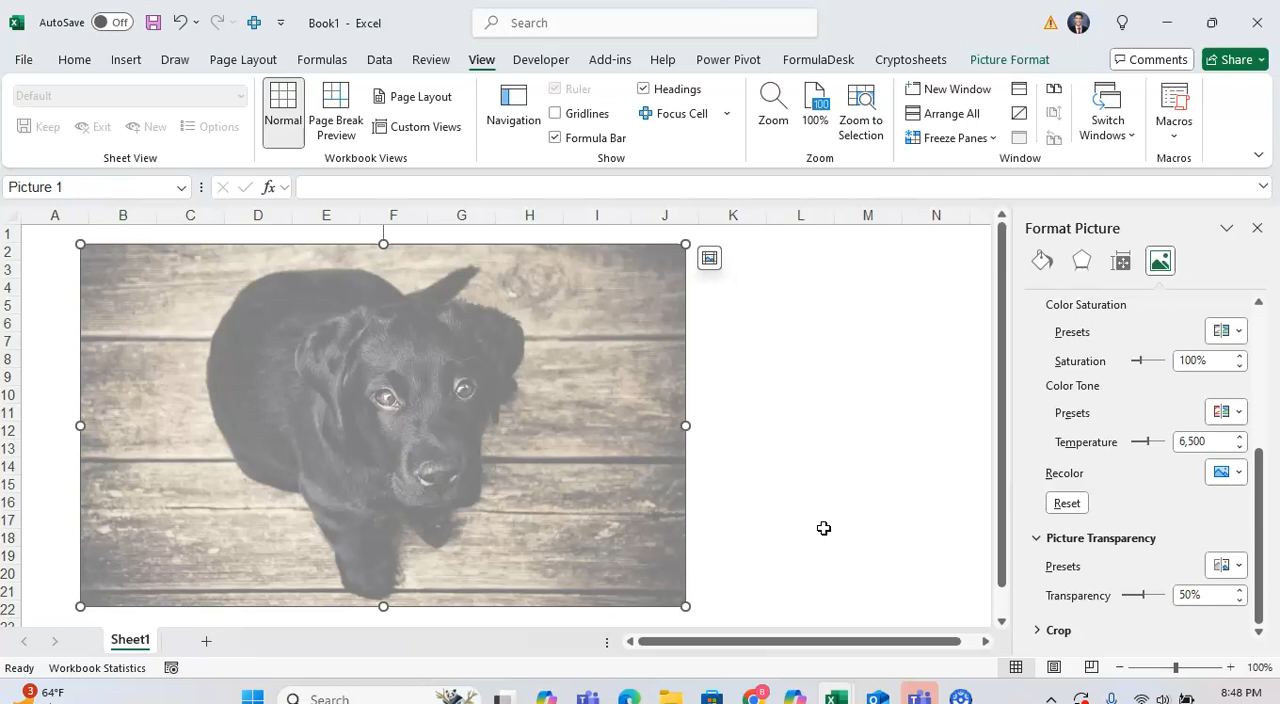 AutoSave Off Book1 - Excel Search
File Home Insert Draw Page Layout Formulas Data Review View Developer Add-ins Help Power Pivot FormulaDesk Cryptosheets Picture Format Comments Share
Default
Keep Exit New Options
Sheet View
Normal
Page Break Preview
Page Layout
Custom Views
Workbook Views
Navigation
Ruler
Gridlines
Formula Bar
Headings
Focus Cell
Show
Zoom
100
100%
Zoom to Selection
Zoom
New Window
Arrange All
Freeze Panes
Window
Switch Windows
Macros
Macros
Picture 1 fx
A B C D E F G H I J K L M N
1
2
3
4
5
6
7
8
9
10
11
12
13
14
15
16
17
18
19
20
21
22
Format Picture
Color Saturation
Presets
Saturation 100%
Color Tone
Presets
Temperature 6,500
Recolor
Reset
Picture Transparency
Presets
Transparency 50%
Crop
Sheet1
Ready Workbook Statistics 100%
3 64°F Search 8 8:48 PM